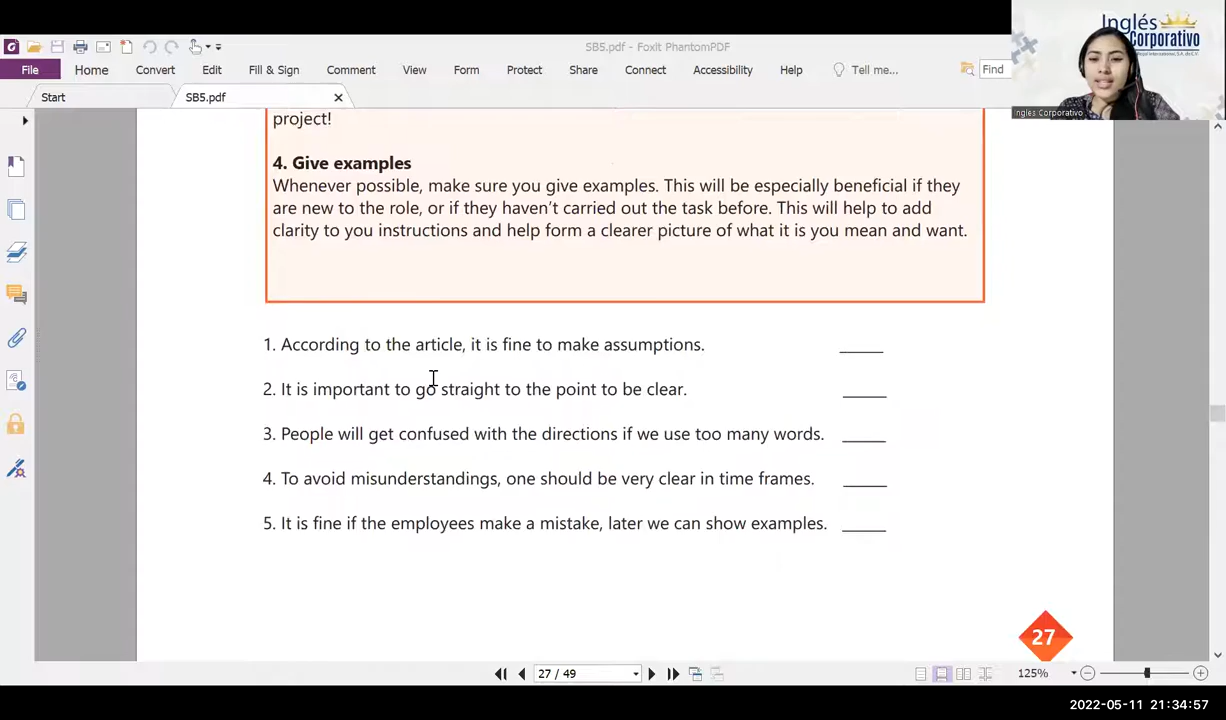 SB5.pdf - Foxit PhantomPDF
File Home Convert Edit Fill & Sign Comment View Form Protect Share Connect Accessibility Help Tell me... Find
Start SB5.pdf
Inglés
Corporativo
Ingles Corporativo
project!
4. Give examples
Whenever possible, make sure you give examples. This will be especially beneficial if they
are new to the role, or if they haven't carried out the task before. This will help to add
clarity to you instructions and help form a clearer picture of what it is you mean and want.
1. According to the article, it is fine to make assumptions. _____
2. It is important to go straight to the point to be clear. _____
3. People will get confused with the directions if we use too many words. _____
4. To avoid misunderstandings, one should be very clear in time frames. _____
5. It is fine if the employees make a mistake, later we can show examples. _____
27
27 / 49
125%
2022-05-11 21:34:57